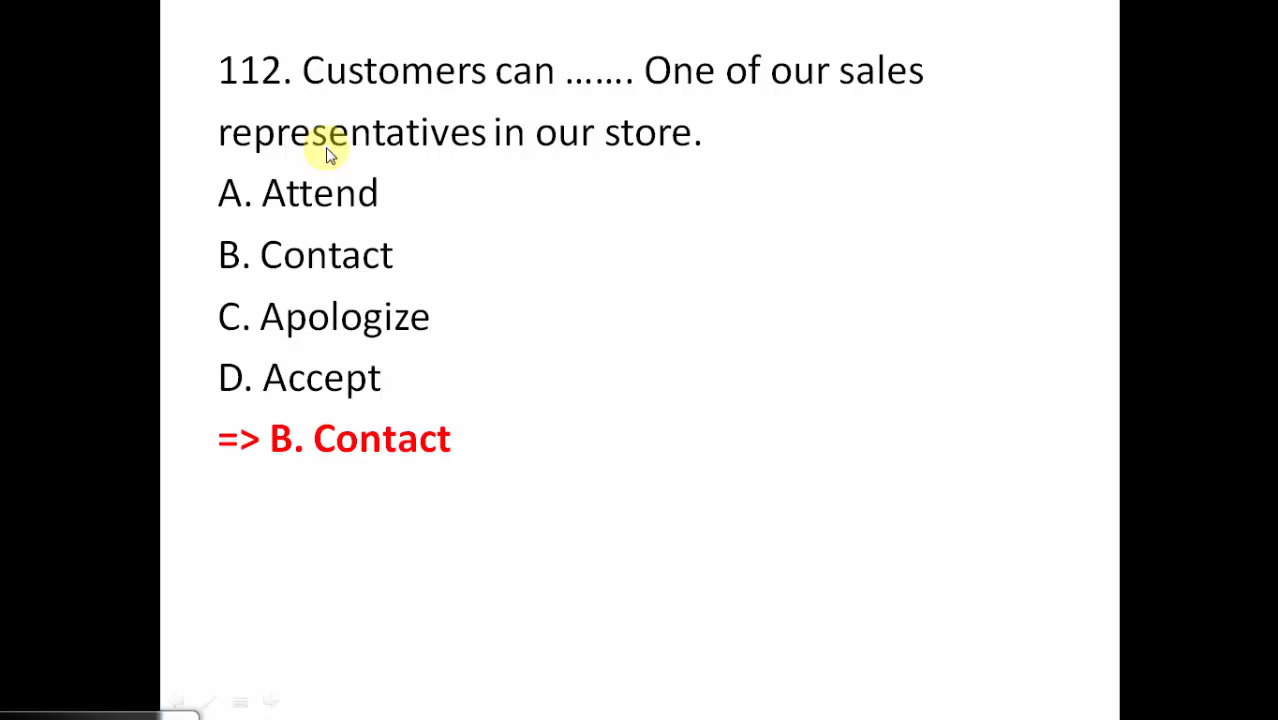 112. Customers can ……. One of our sales
representatives in our store.
A. Attend
B. Contact
C. Apologize
D. Accept
=> B. Contact